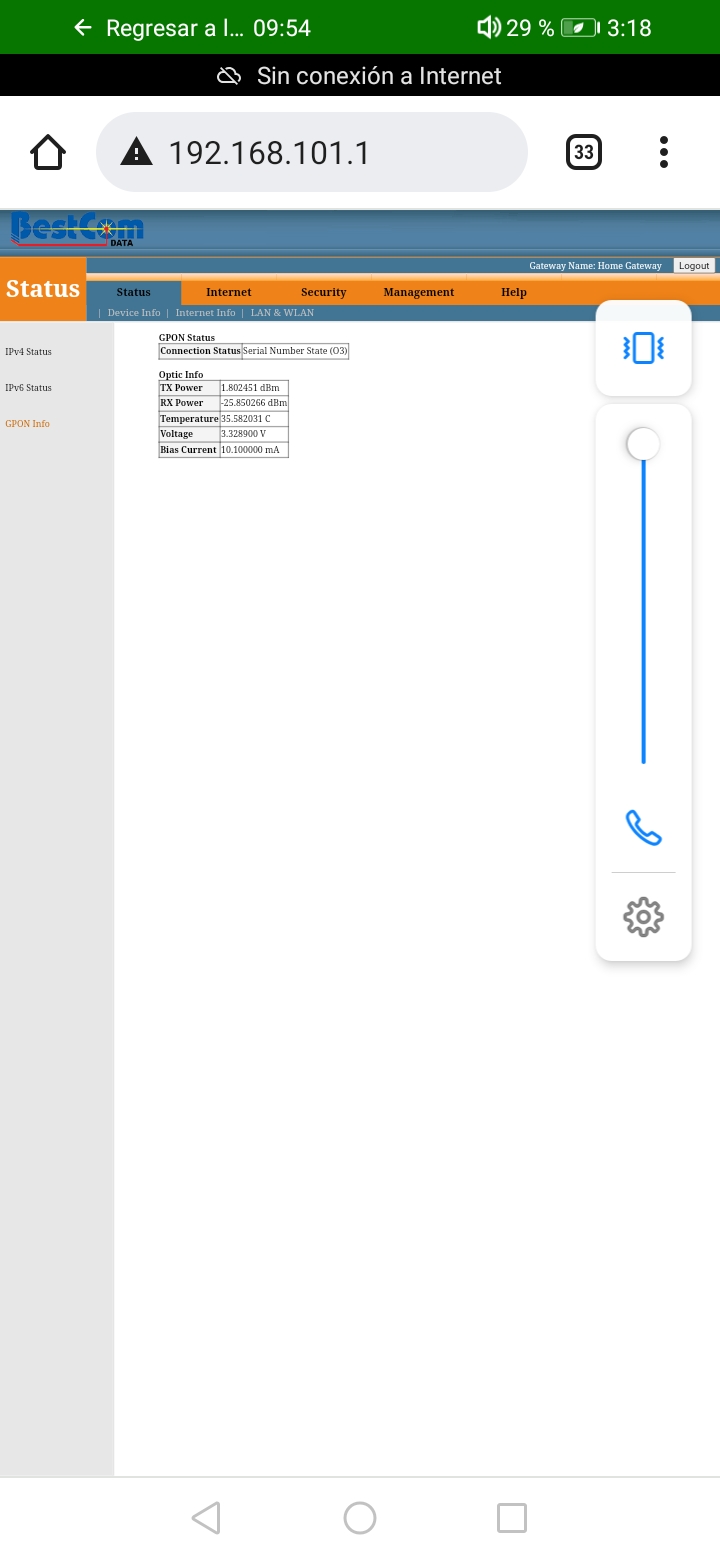 Regresar a l... 09:54 29 % 3:18
Sin conexión a Internet
192.168.101.1 33
BestCom
DATA
Gateway Name: Home Gateway Logout
Status
Status Internet Security Management Help
| Device Info | Internet Info | LAN & WLAN
IPv4 Status
IPv6 Status
GPON Info
GPON Status
Connection Status Serial Number State (O3)
Optic Info
TX Power 1.802451 dBm
RX Power -25.850266 dBm
Temperature 35.582031 C
Voltage 3.328900 V
Bias Current 10.100000 mA